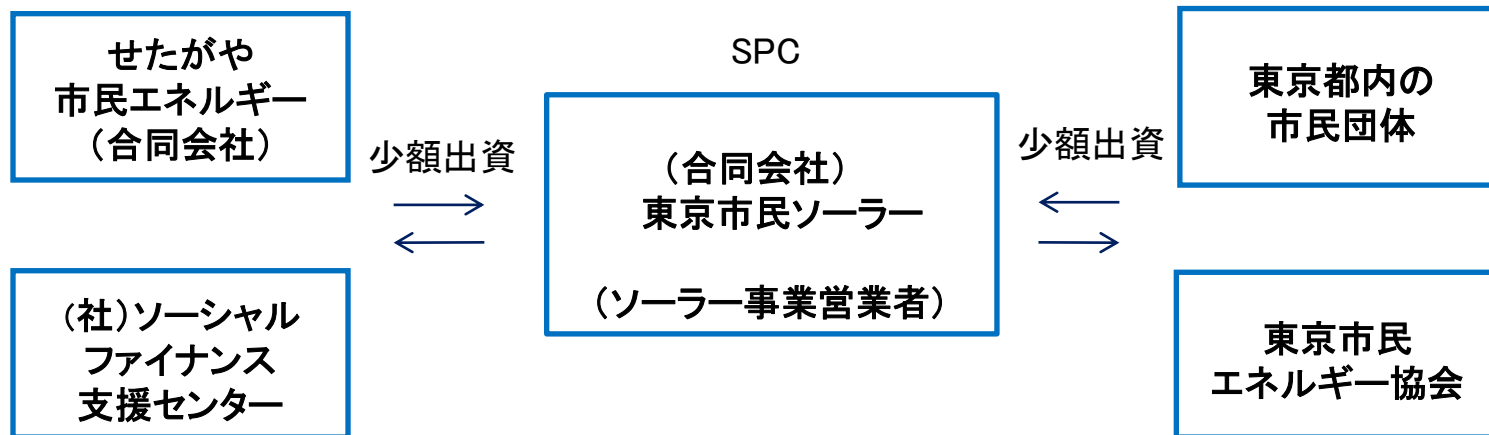 せたがや
市民エネルギー
（合同会社）
（社）ソーシャル
ファイナンス
支援センター
少額出資
SPC
（合同会社）
東京市民ソーラー
（ソーラー事業営業者）
少額出資
東京都内の
市民団体
東京市民
エネルギー協会